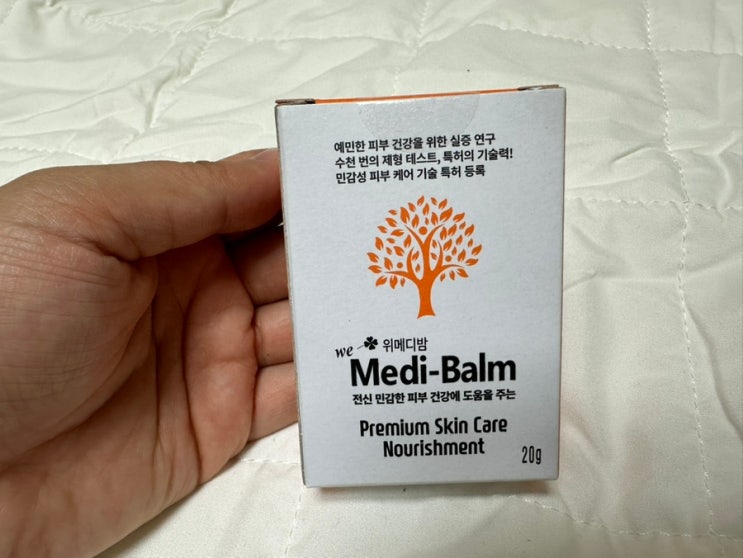 예민한 피부 건강을 위한 실증 연구
수천 번의 제형 테스트, 특허의 기술력!
민감성 피부 케어 기술 특허 등록
we 위메디밤
Medi-Balm
전신 민감한 피부 건강에 도움을 주는
Premium Skin Care
Nourishment
20g